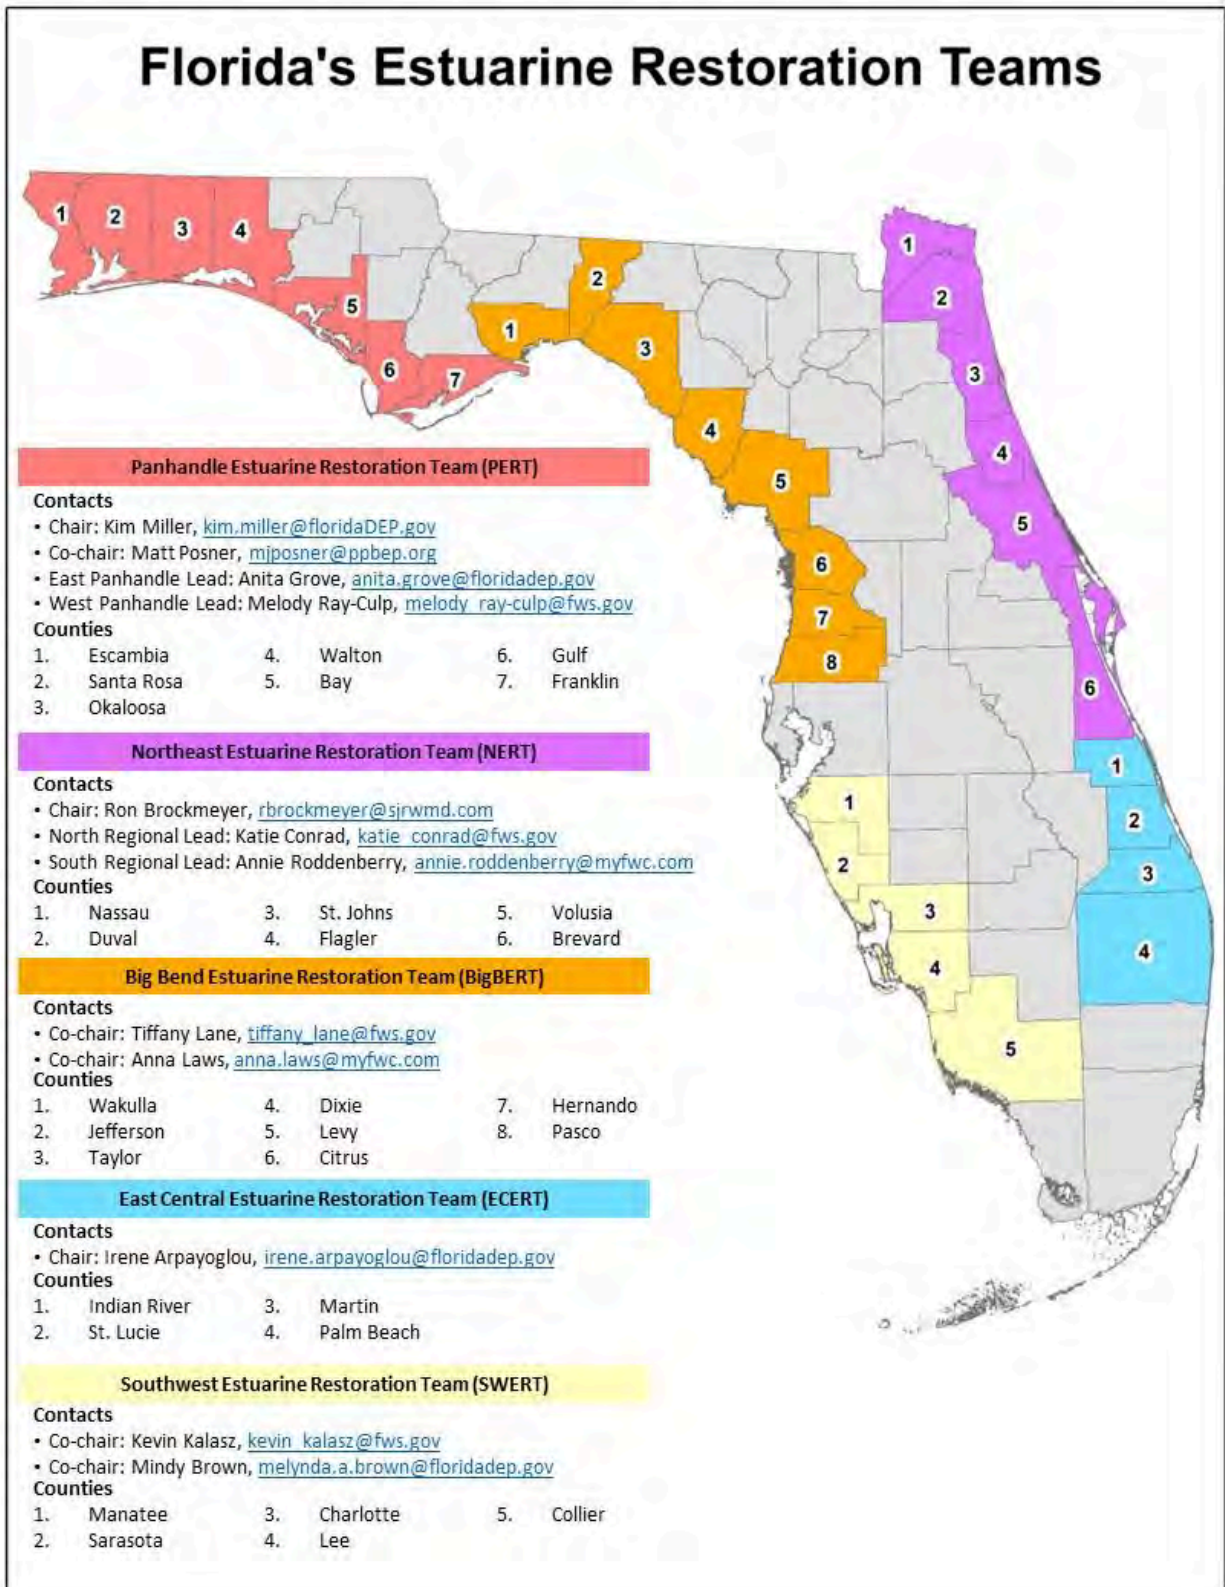 Florida's Estuarine Restoration Teams
1
2
3
4
5
6
7
1
2
3
4
5
6
7
8
1
2
3
4
5
6
1
2
3
4
1
2
3
4
5
Panhandle Estuarine Restoration Team (PERT)
Contacts
• Chair: Kim Miller, kim.miller@floridaDEP.gov
• Co-chair: Matt Posner, mjposner@ppbep.org
• East Panhandle Lead: Anita Grove, anita.grove@floridadep.gov
• West Panhandle Lead: Melody Ray-Culp, melody_ray-culp@fws.gov
Counties
1. Escambia 4. Walton 6. Gulf
2. Santa Rosa 5. Bay 7. Franklin
3. Okaloosa
Northeast Estuarine Restoration Team (NERT)
Contacts
• Chair: Ron Brockmeyer, rbrockmeyer@sjrwmd.com
• North Regional Lead: Katie Conrad, katie_conrad@fws.gov
• South Regional Lead: Annie Roddenberry, annie.roddenberry@myfwc.com
Counties
1. Nassau 3. St. Johns 5. Volusia
2. Duval 4. Flagler 6. Brevard
Big Bend Estuarine Restoration Team (BigBERT)
Contacts
• Co-chair: Tiffany Lane, tiffany_lane@fws.gov
• Co-chair: Anna Laws, anna.laws@myfwc.com
Counties
1. Wakulla 4. Dixie 7. Hernando
2. Jefferson 5. Levy 8. Pasco
3. Taylor 6. Citrus
East Central Estuarine Restoration Team (ECERT)
Contacts
• Chair: Irene Arpayoglou, irene.arpayoglou@floridadep.gov
Counties
1. Indian River 3. Martin
2. St. Lucie 4. Palm Beach
Southwest Estuarine Restoration Team (SWERT)
Contacts
• Co-chair: Kevin Kalasz, kevin_kalasz@fws.gov
• Co-chair: Mindy Brown, melynda.a.brown@floridadep.gov
Counties
1. Manatee 3. Charlotte 5. Collier
2. Sarasota 4. Lee